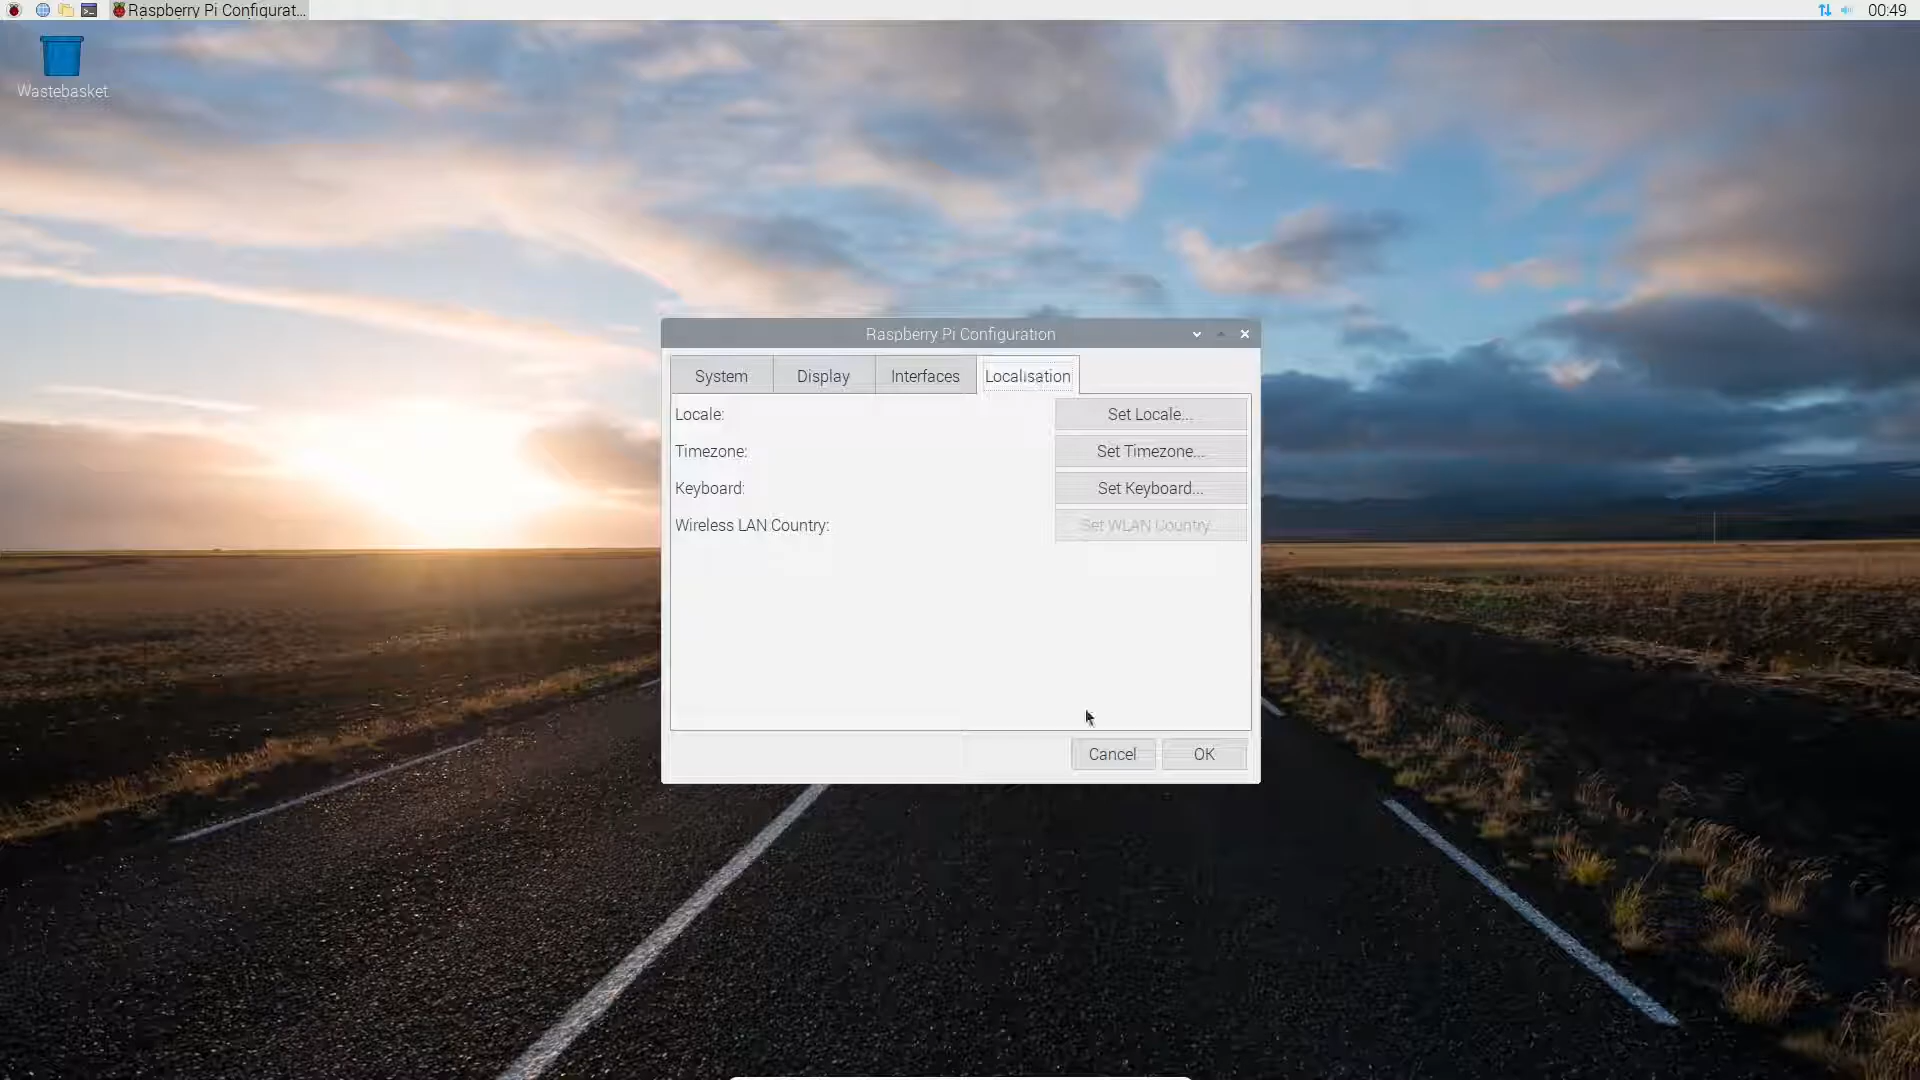 Raspberry Pi Configurat...
00:49
Wastebasket
Raspberry Pi Configuration
System
Display
Interfaces
Localisation
Locale:
Set Locale...
Timezone:
Set Timezone...
Keyboard:
Set Keyboard...
Wireless LAN Country:
Set WLAN Country...
Cancel
OK